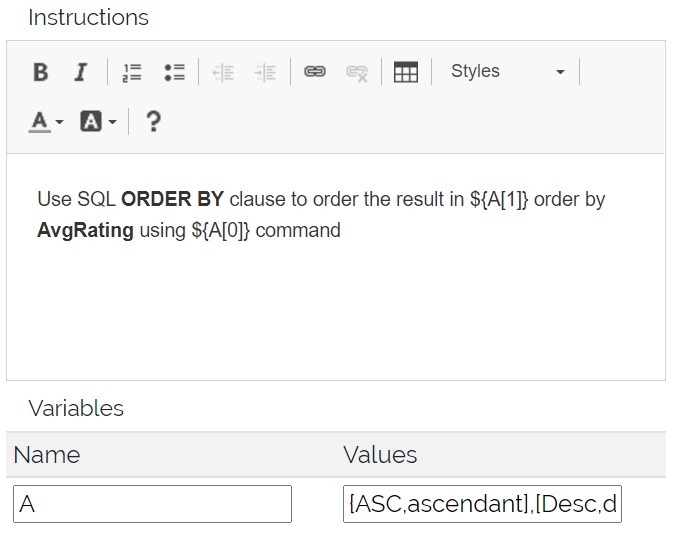 Instructions
B I Styles
A A ?
Use SQL ORDER BY clause to order the result in ${A[1]} order by
AvgRating using ${A[0]} command
Variables
Name Values
A [ASC,ascendant],[Desc,d